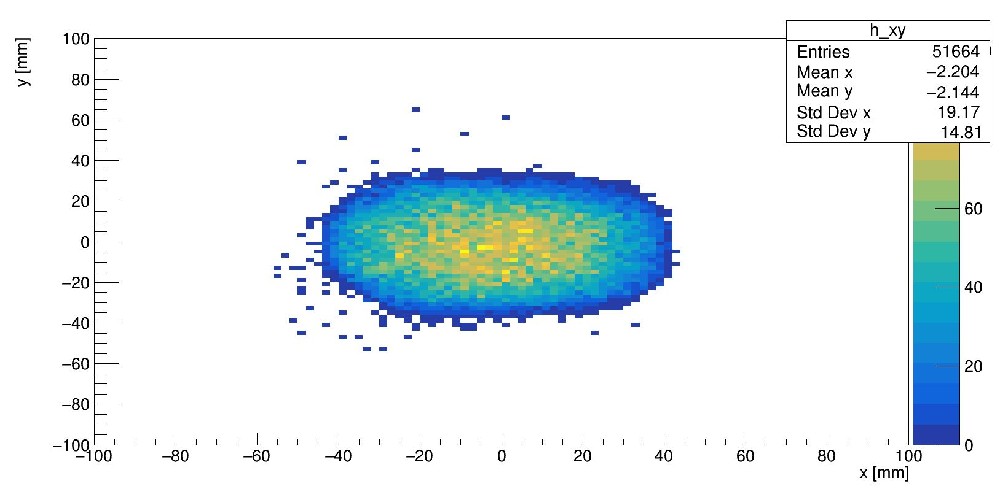 y [mm]
100
80
60
40
20
0
−20
−40
−60
−80
−100
−100 −80 −60 −40 −20 0 20 40 60 80 100
x [mm]
h_xy
Entries 51664
Mean x −2.204
Mean y −2.144
Std Dev x 19.17
Std Dev y 14.81
60
40
20
0